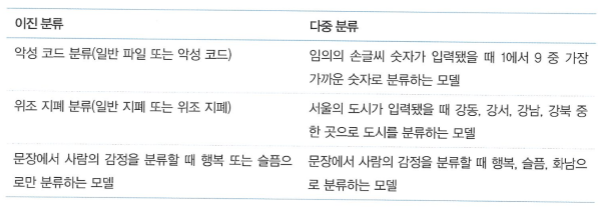 이진 분류
다중 분류
악성 코드 분류(일반 파일 또는 악성 코드)
임의의 손글씨 숫자가 입력됐을 때 1에서 9 중 가장
가까운 숫자로 분류하는 모델
위조 지폐 분류(일반 지폐 또는 위조 지폐)
서울의 도시가 입력됐을 때 강동, 강서, 강남, 강북 중
한 곳으로 도시를 분류하는 모델
문장에서 사람의 감정을 분류할 때 행복 또는 슬픔으
로만 분류하는 모델
문장에서 사람의 감정을 분류할 때 행복, 슬픔, 화남으
로 분류하는 모델